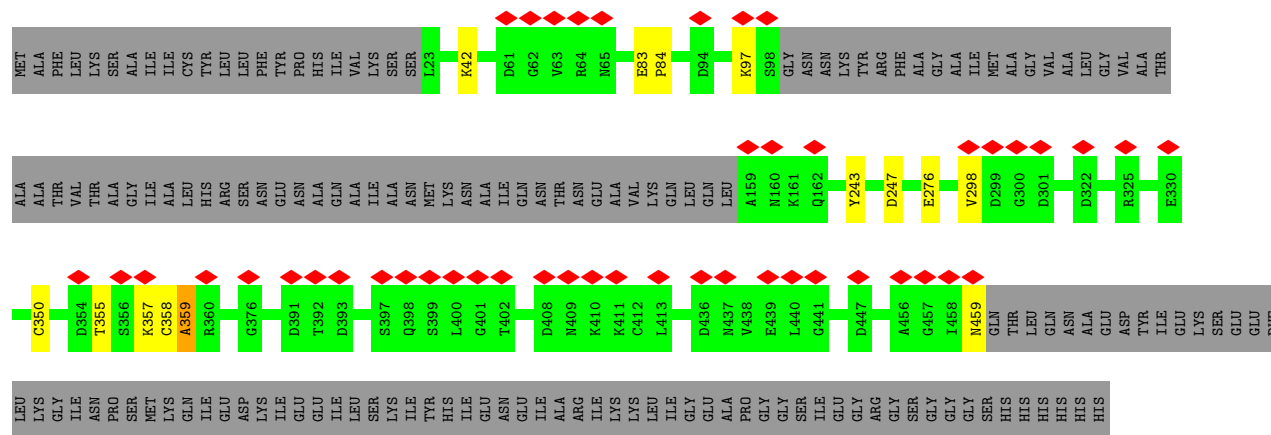 MET ALA PHE LEU LYS SER ALA ILE ILE CYS TYR LEU LEU PHE TYR PRO HIS ILE VAL LYS SER SER L23 K42 D61 G62 V63 R64 N65 E83 P84 D94 K97 S98 GLY ASN ASN LYS TYR ARG PHE ALA GLY ALA ILE MET ALA GLY VAL ALA LEU GLY VAL ALA THR
ALA ALA THR VAL THR ALA GLY ILE ALA LEU HIS ARG SER ASN GLU ASN ALA GLN ALA ILE ALA ASN MET LYS ASN ALA ILE GLN ASN THR ASN GLU ALA VAL LYS GLN LEU GLN LEU A159 N160 K161 Q162 Y243 D247 E276 V298 D299 G300 D301 D322 R325 E330
C350 D354 T355 S356 K357 C358 A359 R360 G376 D391 T392 D393 S397 Q398 S399 L400 G401 T402 D408 N409 K410 K411 C412 L413 D436 N437 V438 E439 L440 G441 D447 A456 G457 I458 N459 GLN THR LEU GLN ASN ALA GLU ASP TYR ILE GLU LYS SER GLU GLU
LEU LYS GLY ILE ASN PRO SER MET LYS GLN ILE GLU ASP LYS ILE GLU GLU ILE LEU SER LYS ILE TYR HIS ILE GLU ASN GLU ILE ALA ARG ILE LYS LYS LEU ILE GLY GLU ALA PRO GLY GLY SER ILE GLU GLY ARG GLY SER GLY GLY SER HIS HIS HIS HIS HIS HIS